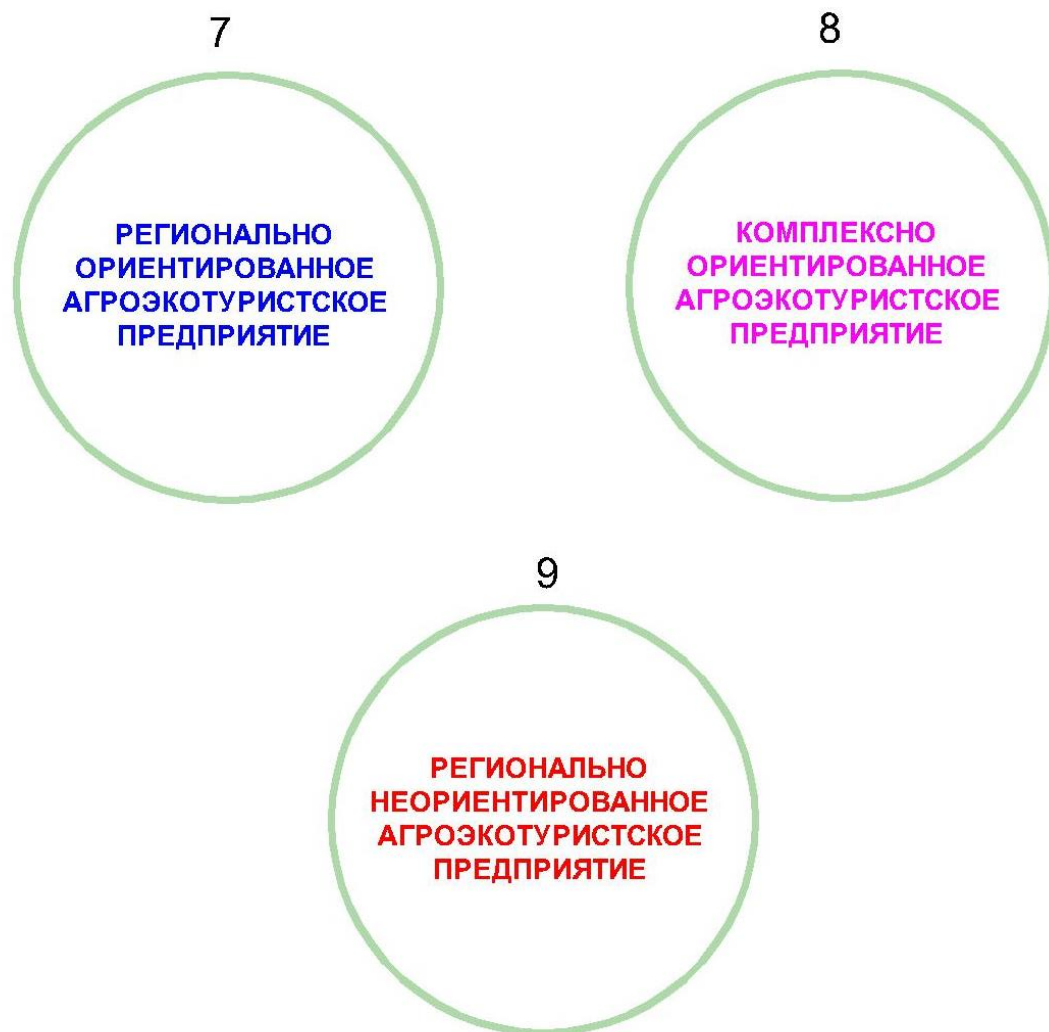 7
РЕГИОНАЛЬНО
ОРИЕНТИРОВАННОЕ
АГРОЭКОТУРИСТСКОЕ
ПРЕДПРИЯТИЕ
8
КОМПЛЕКСНО
ОРИЕНТИРОВАННОЕ
АГРОЭКОТУРИСТСКОЕ
ПРЕДПРИЯТИЕ
9
РЕГИОНАЛЬНО
НЕОРИЕНТИРОВАННОЕ
АГРОЭКОТУРИСТСКОЕ
ПРЕДПРИЯТИЕ